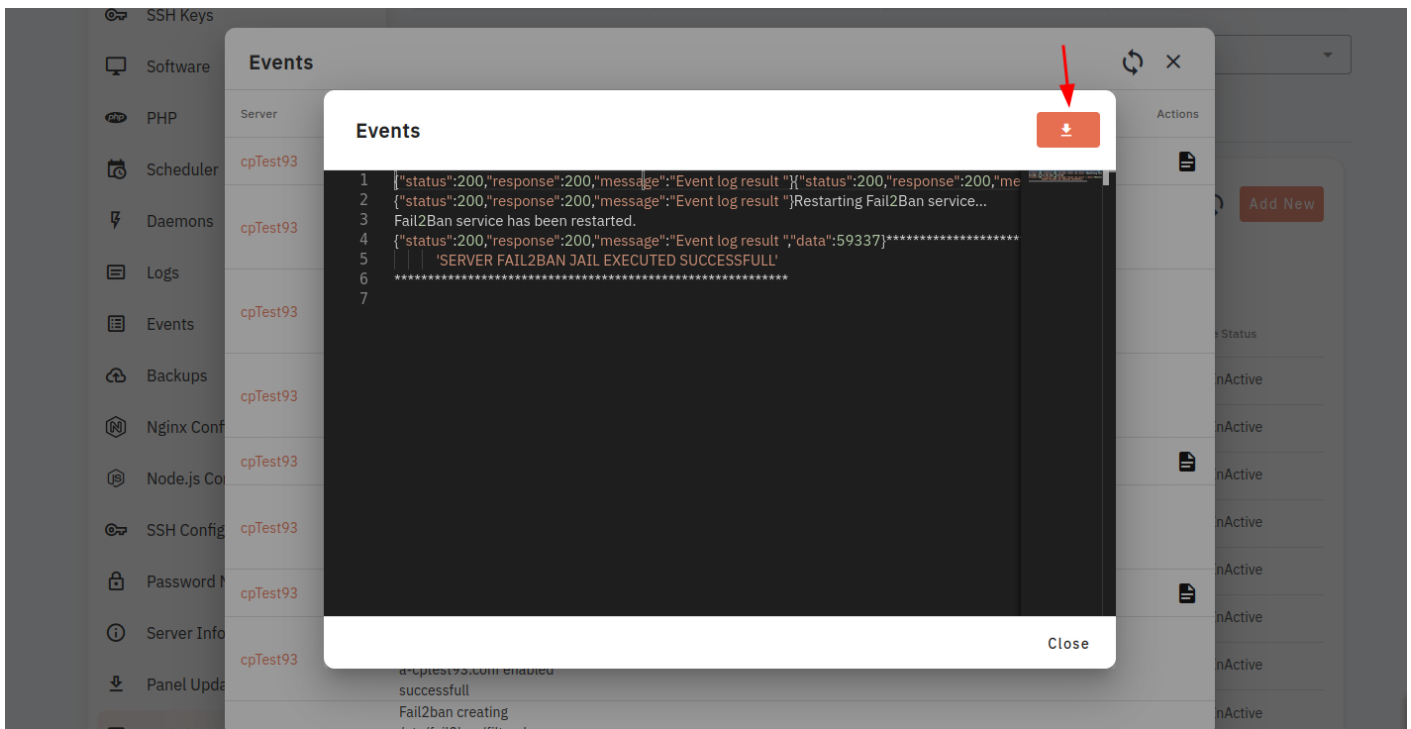 SSH Keys
Software
PHP
Scheduler
Daemons
Logs
Events
Backups
Nginx Conf
Node.js
SSH Config
Password
Server Info
Panel
Events
Server
Actions
cpTest93
cpTest93
cpTest93
cpTest93
cpTest93
cpTest93
cpTest93
cpTest93
Events
1 {"status":200,"response":200,"message":"Event log result "}{"status":200,"response":200,"me
2 {"status":200,"response":200,"message":"Event log result "}Restarting Fail2Ban service...
3 Fail2Ban service has been restarted.
4 {"status":200,"response":200,"message":"Event log result ","data":59337}********************
5 'SERVER FAIL2BAN JAIL EXECUTED SUCCESSFULL'
6 ***********************************************************
7
Close
enabled
successfull
Fail2ban creating
Add New
Status
nActive
nActive
nActive
nActive
nActive
nActive
nActive
nActive